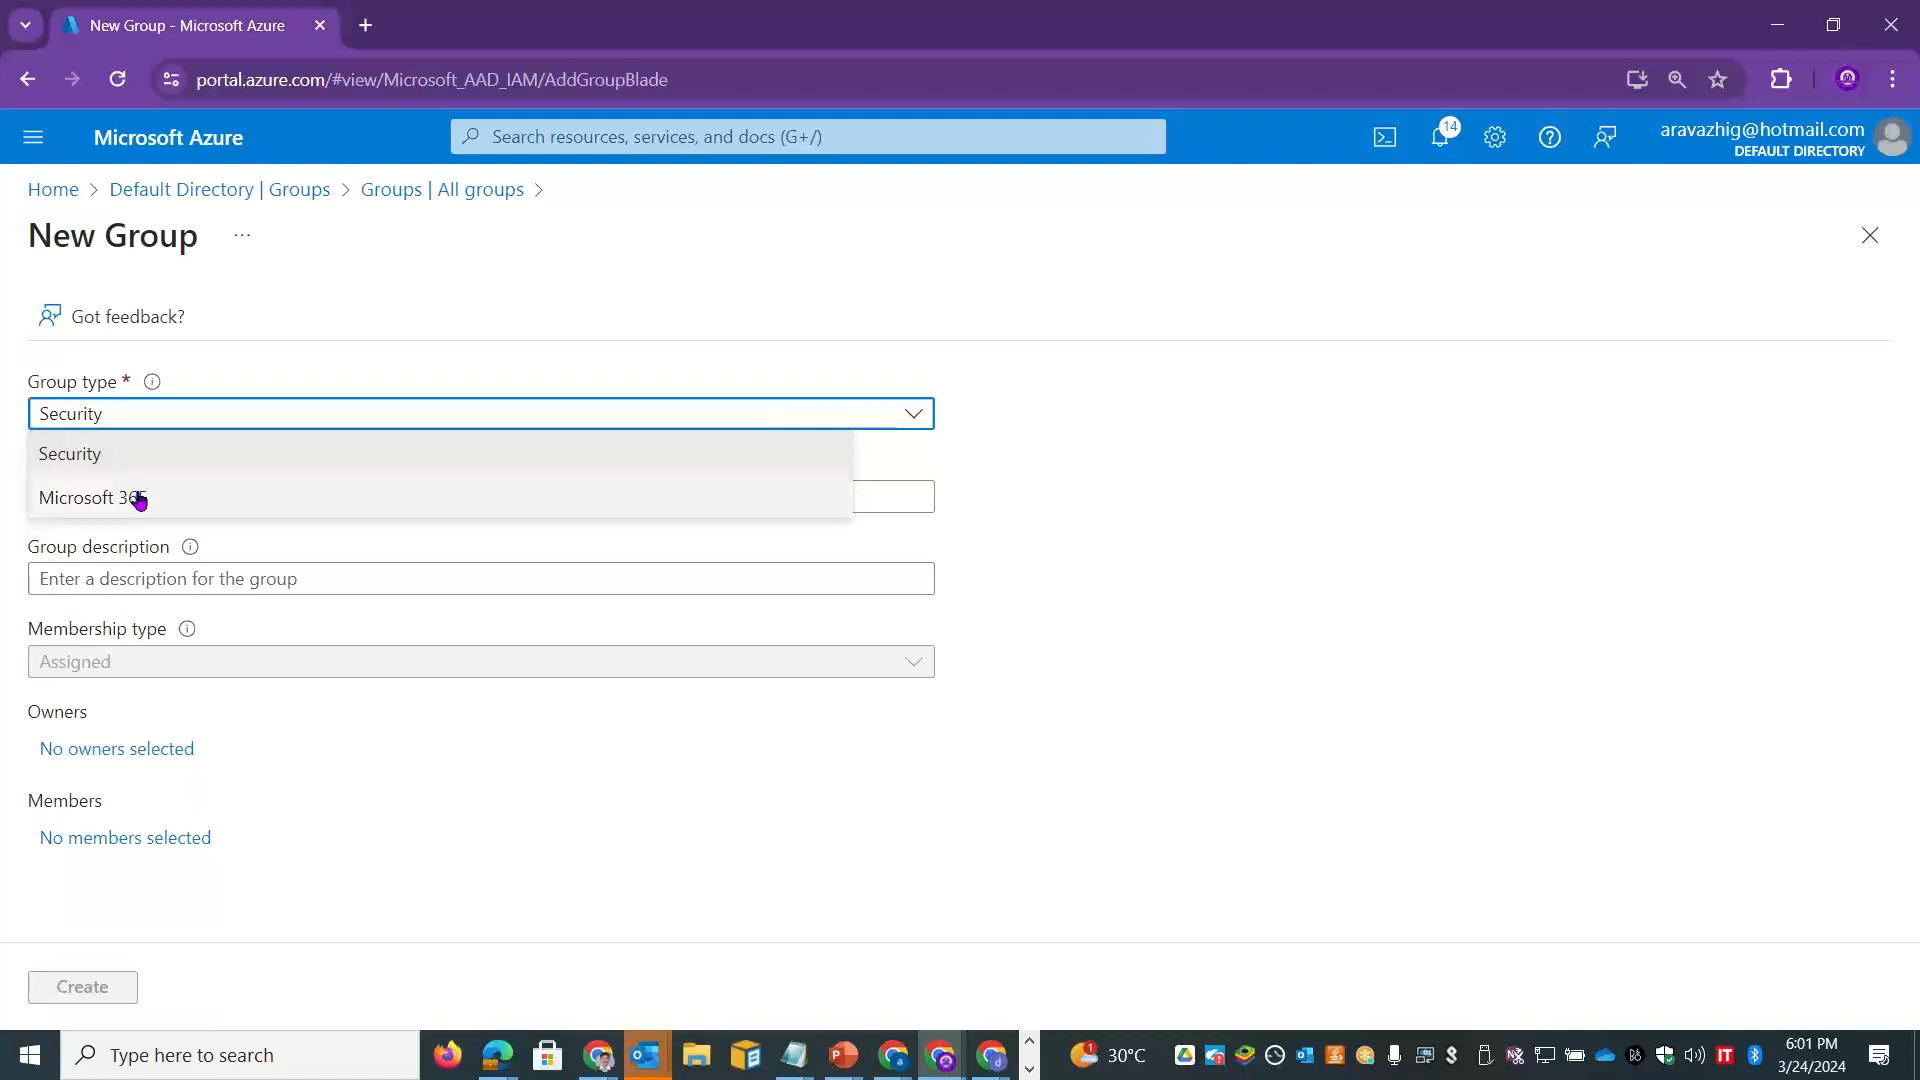 New Group - Microsoft Azure
portal.azure.com/#view/Microsoft_AAD_IAM/AddGroupBlade
Microsoft Azure
Search resources, services, and docs (G+/)
14
aravazhig@hotmail.com
DEFAULT DIRECTORY
Home > Default Directory | Groups > Groups | All groups >
New Group ...
Got feedback?
Group type *
Security
Security
Microsoft 365
Group description
Enter a description for the group
Membership type
Assigned
Owners
No owners selected
Members
No members selected
Create
Type here to search
1
30°C
IT
6:01 PM
3/24/2024